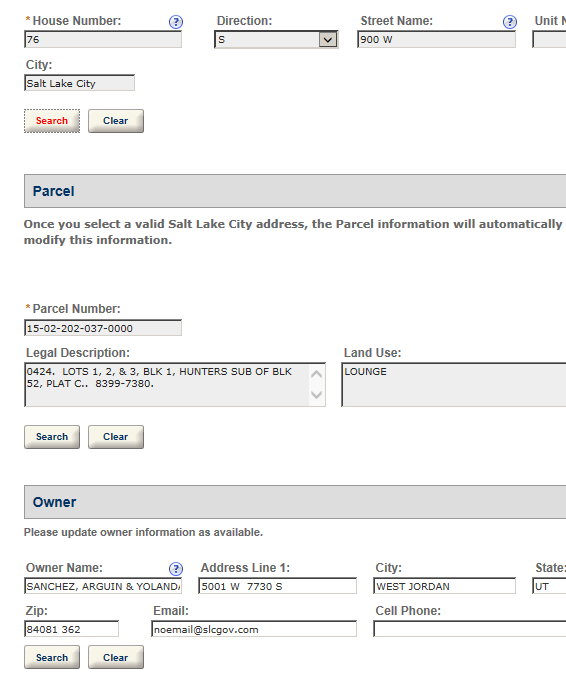 * House Number: ? Direction: Street Name: ? Unit
76 S 900 W
City:
Salt Lake City
Search Clear
Parcel
Once you select a valid Salt Lake City address, the Parcel information will automatically
modify this information.
* Parcel Number:
15-02-202-037-0000
Legal Description: Land Use:
0424. LOTS 1, 2, & 3, BLK 1, HUNTERS SUB OF BLK LOUNGE
52, PLAT C.. 8399-7380.
Search Clear
Owner
Please update owner information as available.
Owner Name: ? Address Line 1: City: State:
SANCHEZ, ARGUIN & YOLAND 5001 W 7730 S WEST JORDAN UT
Zip: Email: Cell Phone:
84081 362 noemail@slcgov.com
Search Clear